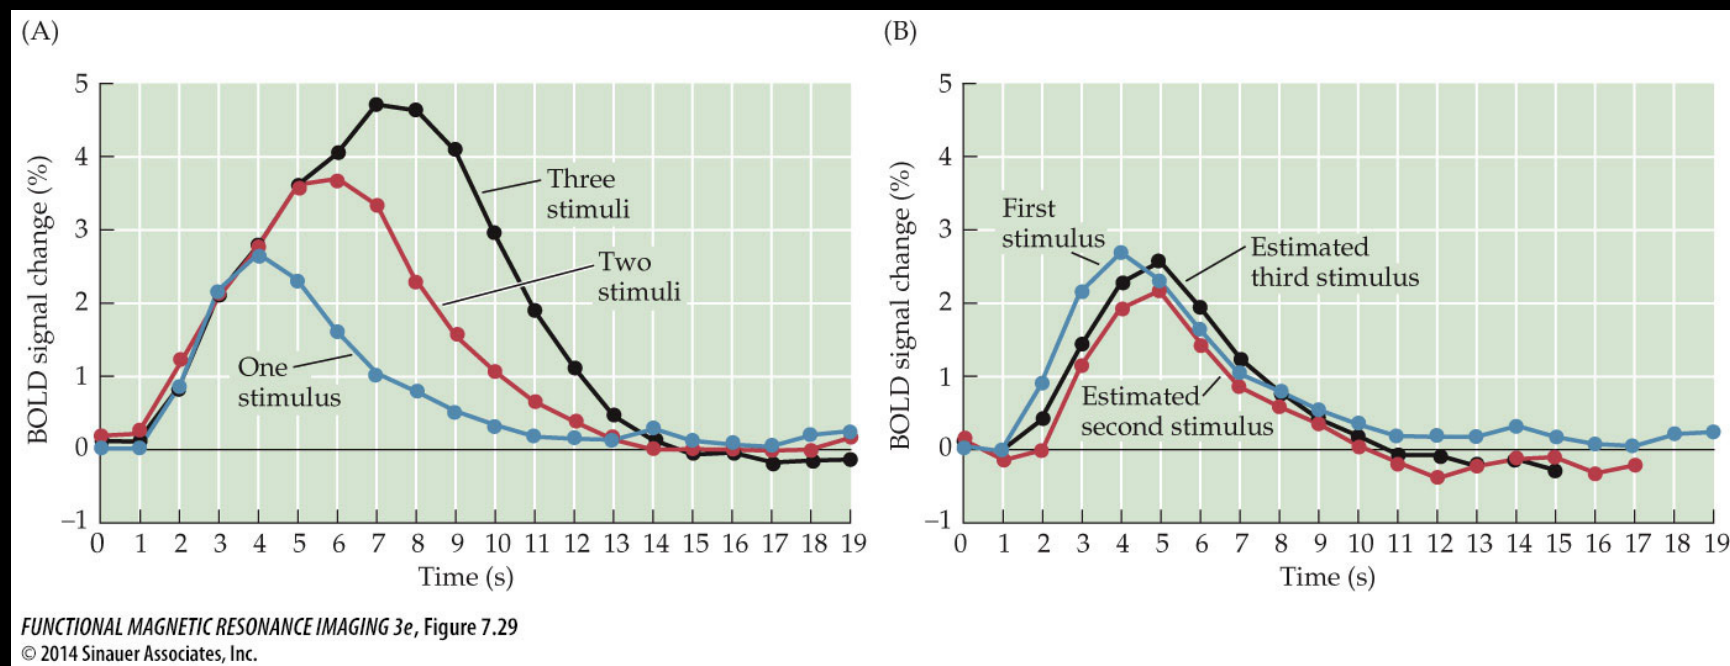 (A)
BOLD signal change (%)
5
4
3
2
1
0
–1
Three
stimuli
Two
stimuli
One
stimulus
0 1 2 3 4 5 6 7 8 9 10 11 12 13 14 15 16 17 18 19
Time (s)
(B)
BOLD signal change (%)
5
4
3
2
1
0
–1
First
stimulus
Estimated
third stimulus
Estimated
second stimulus
0 1 2 3 4 5 6 7 8 9 10 11 12 13 14 15 16 17 18 19
Time (s)
FUNCTIONAL MAGNETIC RESONANCE IMAGING 3e, Figure 7.29
© 2014 Sinauer Associates, Inc.